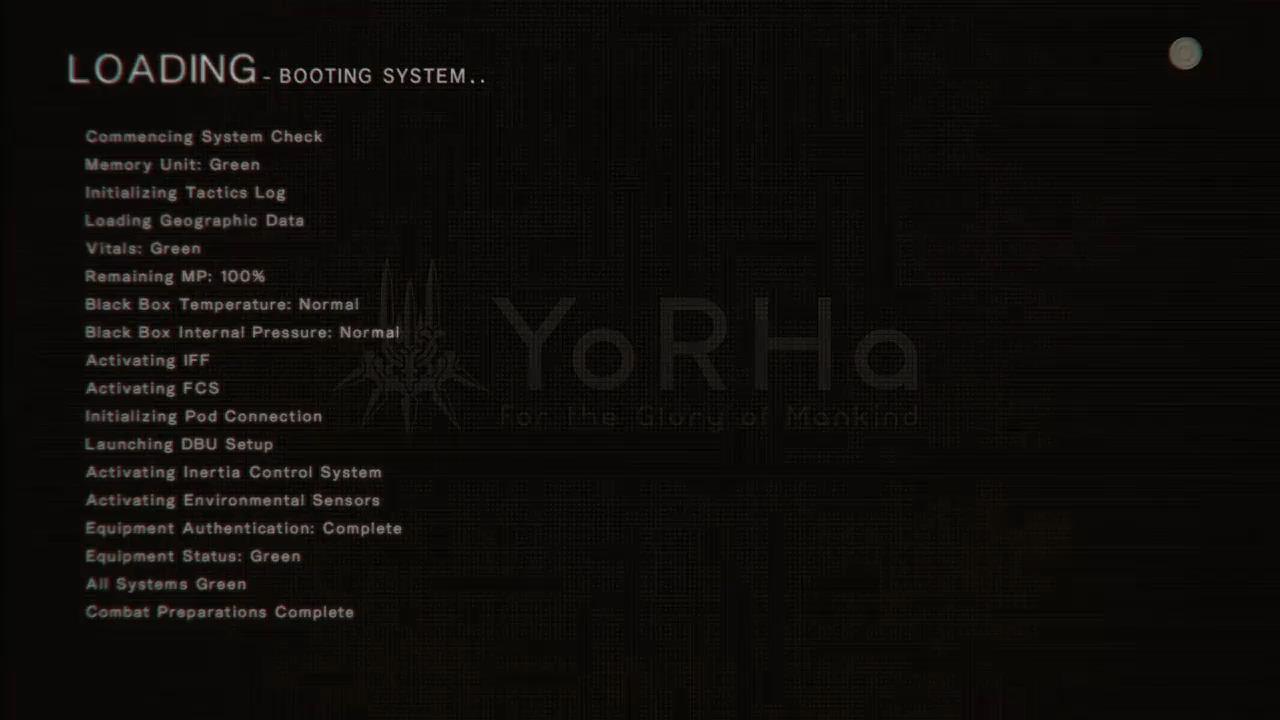 LOADING - BOOTING SYSTEM..
Commencing System Check
Memory Unit: Green
Initializing Tactics Log
Loading Geographic Data
Vitals: Green
Remaining MP: 100%
Black Box Temperature: Normal
Black Box Internal Pressure: Normal
Activating IFF
Activating FCS
Initializing Pod Connection
Launching DBU Setup
Activating Inertia Control System
Activating Environmental Sensors
Equipment Authentication: Complete
Equipment Status: Green
All Systems Green
Combat Preparations Complete
YoRHa
For the Glory of Mankind